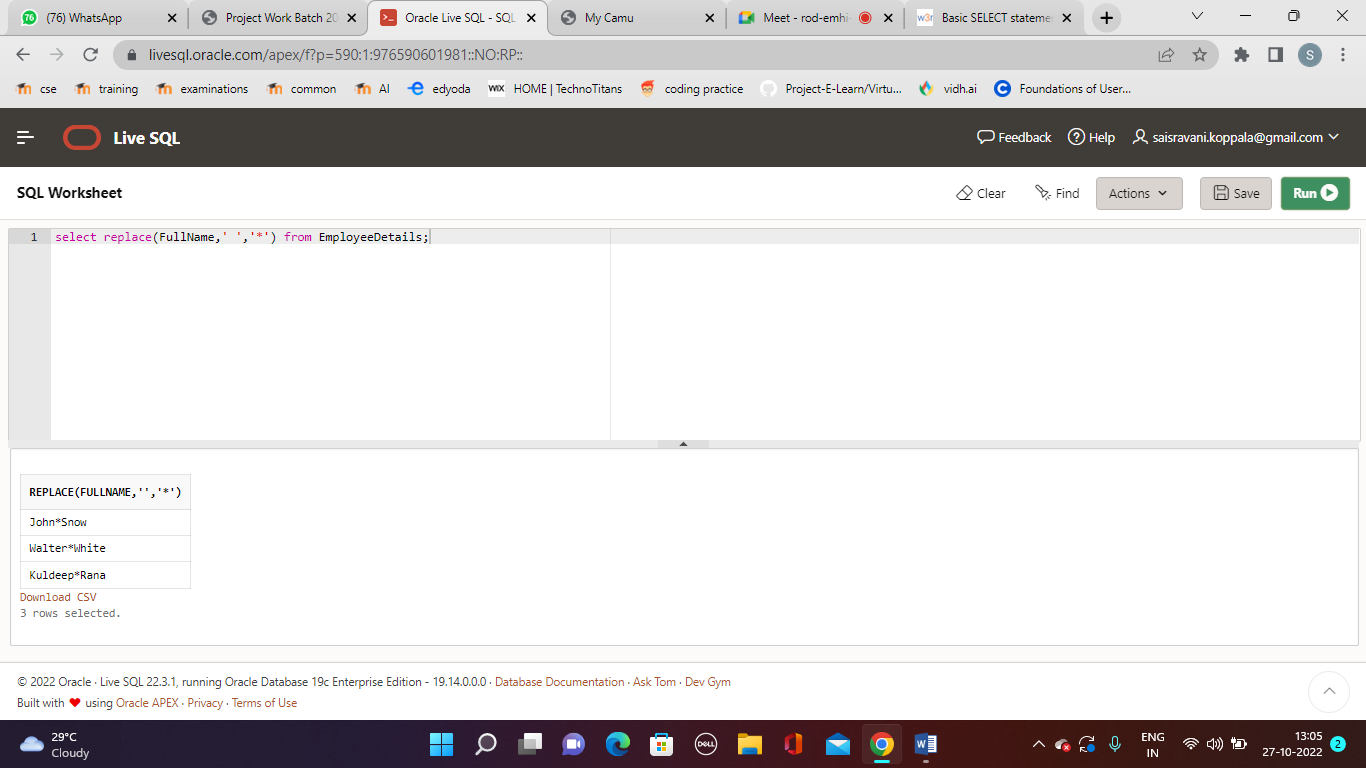 (76) WhatsApp
Project Work Batch 20
Oracle Live SQL - SQL
My Camu
Meet - rod-emhi-
Basic SELECT stateme
livesql.oracle.com/apex/f?p=590:1:976590601981::NO:RP::
S
cse
training
examinations
common
AI
edyoda
WIX HOME | TechnoTitans
coding practice
Project-E-Learn/Virtu...
vidh.ai
Foundations of User...
Live SQL
Feedback
Help
saisravani.koppala@gmail.com
SQL Worksheet
Clear
Find
Actions
Save
Run
1 select replace(FullName,' ','*') from EmployeeDetails;
REPLACE(FULLNAME,'','*')
John*Snow
Walter*White
Kuldeep*Rana
Download CSV
3 rows selected.
© 2022 Oracle · Live SQL 22.3.1, running Oracle Database 19c Enterprise Edition - 19.14.0.0.0 · Database Documentation · Ask Tom · Dev Gym
Built with ❤ using Oracle APEX · Privacy · Terms of Use
29°C
Cloudy
DELL
ENG
IN
13:05
27-10-2022
2